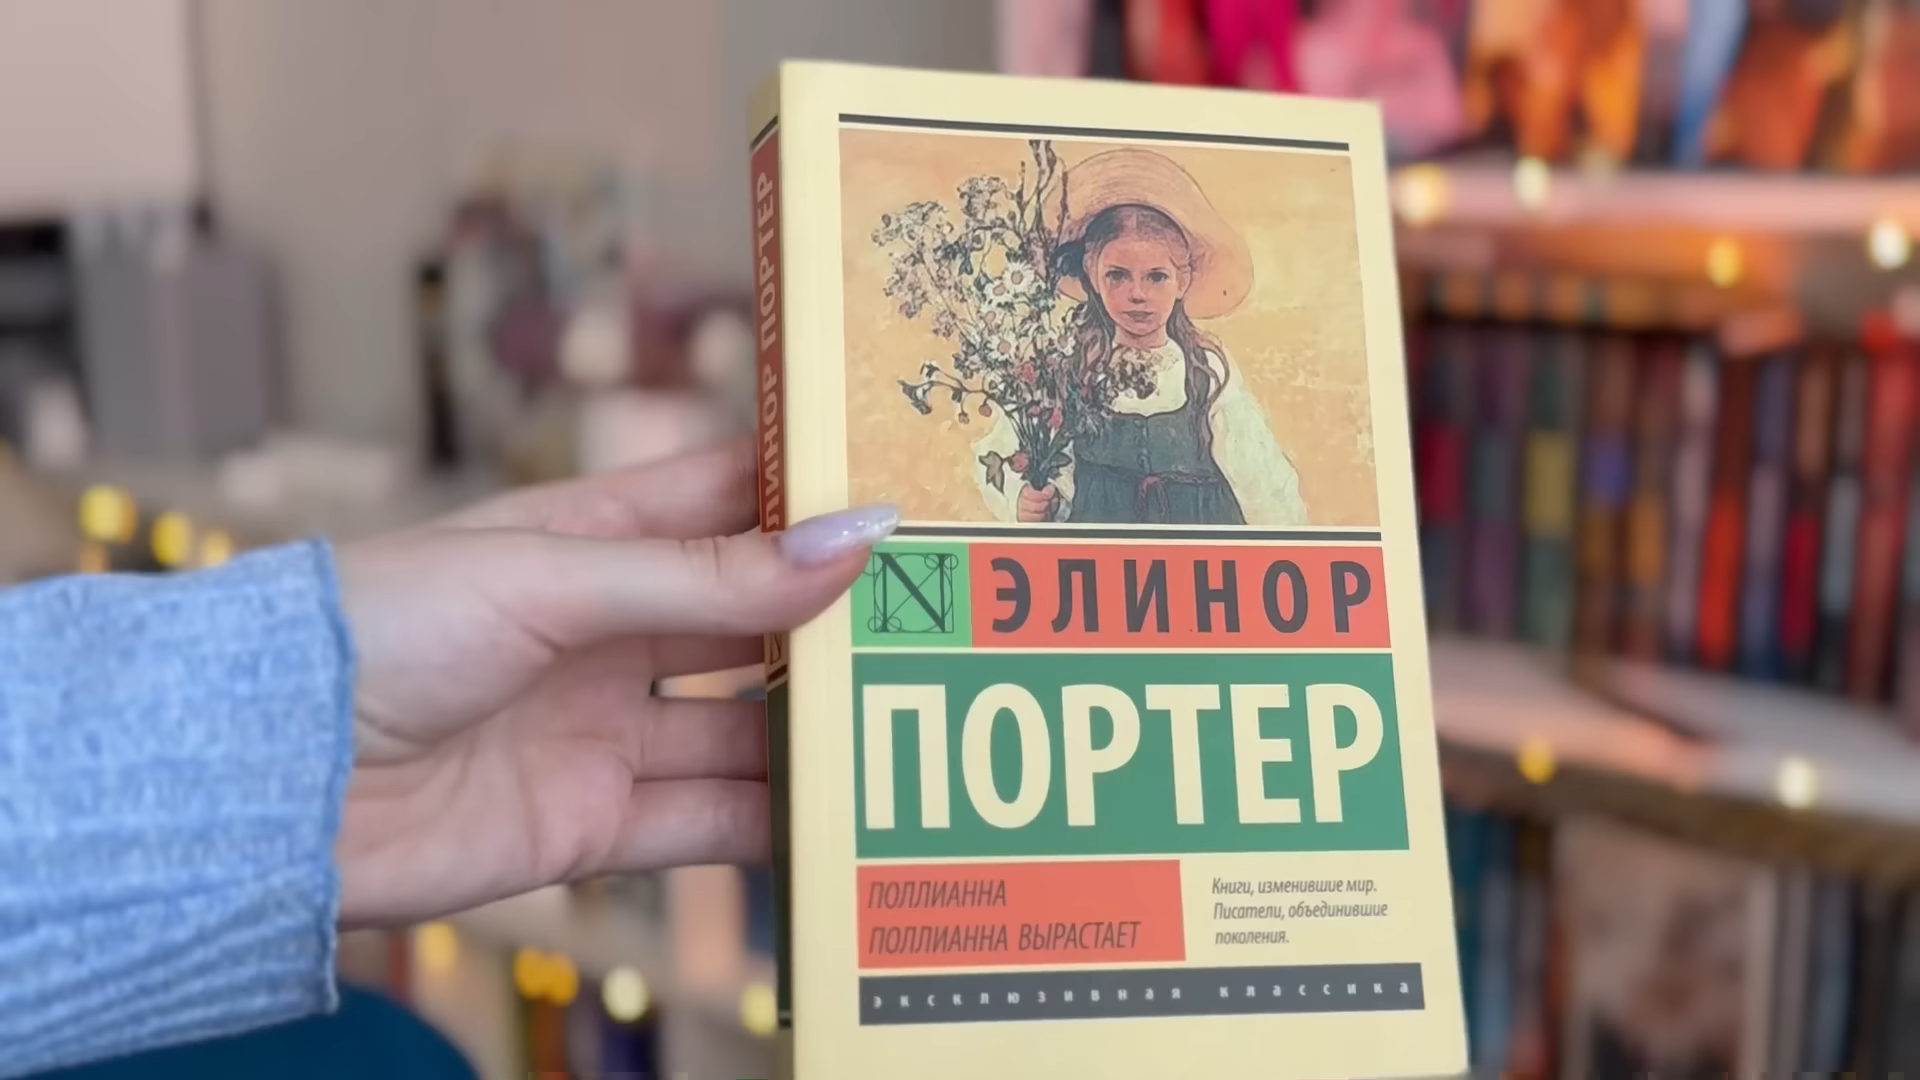 ЭЛИНОР ПОРТЕР
N
ЭЛИНОР
ПОРТЕР
ПОЛЛИАННА
ПОЛЛИАННА ВЫРАСТАЕТ
Книги, изменившие мир.
Писатели, объединившие
поколения.
эксклюзивная классика